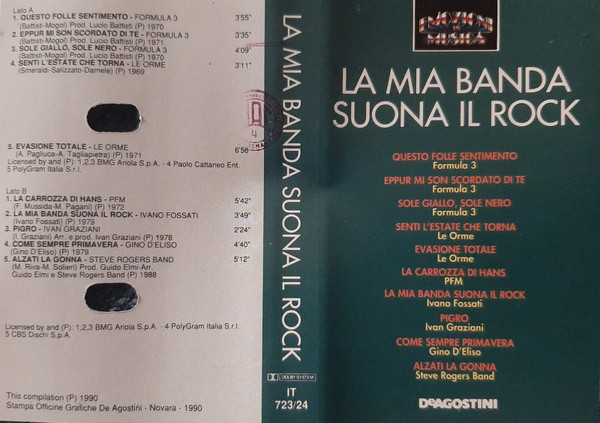 Lato A
1. QUESTO FOLLE SENTIMENTO - FORMULA 3 3'55"
(Battisti-Mogol) Prod. Lucio Battisti (P) 1970
2. EPPUR MI SON SCORDATO DI TE - FORMULA 3 3'35"
(Battisti-Mogol) (P) 1971
3. SOLE GIALLO, SOLE NERO - FORMULA 3 4'09"
(Battisti-Mogol) Prod. Lucio Battisti (P) 1970
4. SENTI L'ESTATE CHE TORNA - LE ORME 3'11"
(Smeraldi-Salizzato-Damele) (P) 1969
5. EVASIONE TOTALE - LE ORME 6'56"
(A. Pagliuca-A. Tagliapietra) (P) 1971
Licensed by and (P): 1,2,3 BMG Ariola S.p.A. - 4 Paolo Cattaneo Ent.
5 PolyGram Italia S.r.l.
Lato B
1. LA CARROZZA DI HANS - PFM 5'42"
(F. Mussida-M. Pagani) (P) 1972
2. LA MIA BANDA SUONA IL ROCK - IVANO FOSSATI 3'49"
(Ivano Fossati) (P) 1979
3. PIGRO - IVAN GRAZIANI 2'24"
(I. Graziani) Arr. e prod. Ivan Graziani (P) 1978
4. COME SEMPRE PRIMAVERA - GINO D'ELISO 4'40"
(Gino D'Eliso) (P) 1979
5. ALZATI LA GONNA - STEVE ROGERS BAND 5'12"
(M. Riva-M. Solieri) Prod. Guido Elmi-Arr.
Guido Elmi e Steve Rogers Band (P) 1988
Licensed by and (P): 1,2,3 BMG Ariola S.p.A. - 4 PolyGram Italia S.r.l.
5 CBS Dischi S.p.A.
This compilation (P) 1990
Stampa Officine Grafiche De Agostini - Novara - 1990
LA MIA BANDA SUONA IL ROCK
DOLBY SYSTEM
IT
723/24
EMOZIONI
IN
MUSICA
LA MIA BANDA
SUONA IL ROCK
QUESTO FOLLE SENTIMENTO
Formula 3
EPPUR MI SON SCORDATO DI TE
Formula 3
SOLE GIALLO, SOLE NERO
Formula 3
SENTI L'ESTATE CHE TORNA
Le Orme
EVASIONE TOTALE
Le Orme
LA CARROZZA DI HANS
PFM
LA MIA BANDA SUONA IL ROCK
Ivano Fossati
PIGRO
Ivan Graziani
COME SEMPRE PRIMAVERA
Gino D'Eliso
ALZATI LA GONNA
Steve Rogers Band
DEAGOSTINI